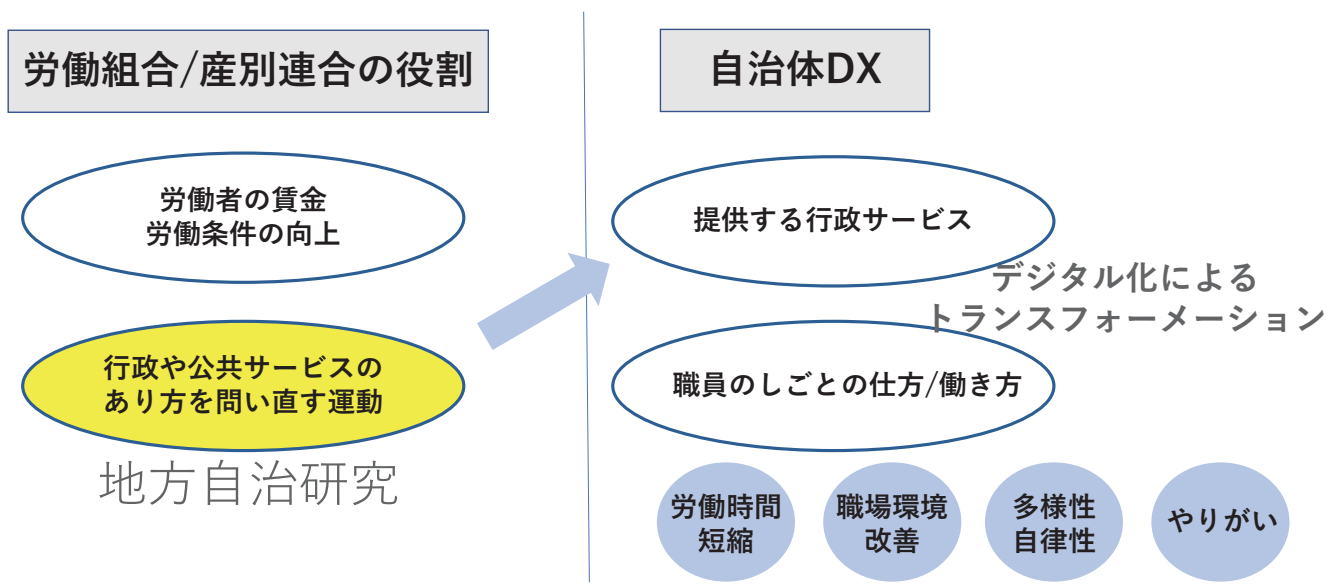 労働組合/産別連合の役割
労働者の賃金
労働条件の向上
行政や公共サービスの
あり方を問い直す運動
地方自治研究
自治体DX
提供する行政サービス
デジタル化による
トランスフォーメーション
職員のしごとの仕方/働き方
労働時間
短縮
職場環境
改善
多様性
自律性
やりがい